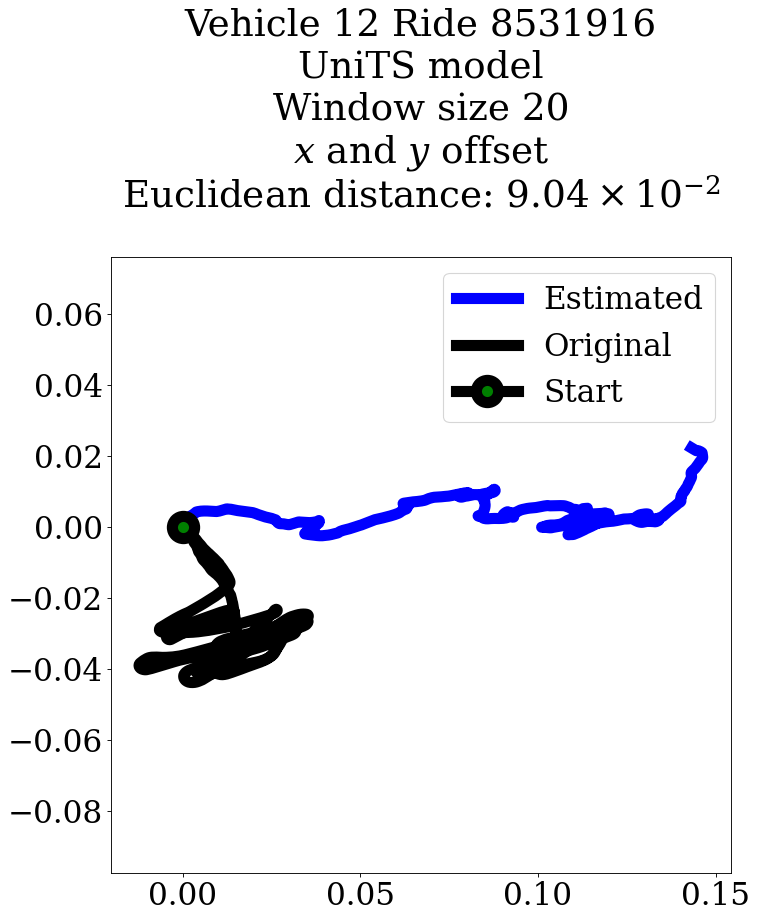 Vehicle 12 Ride 8531916
UniTS model
Window size 20
x and y offset
Euclidean distance: 9.04 × 10⁻²
Estimated
Original
Start
0.06
0.04
0.02
0.00
−0.02
−0.04
−0.06
−0.08
0.00 0.05 0.10 0.15